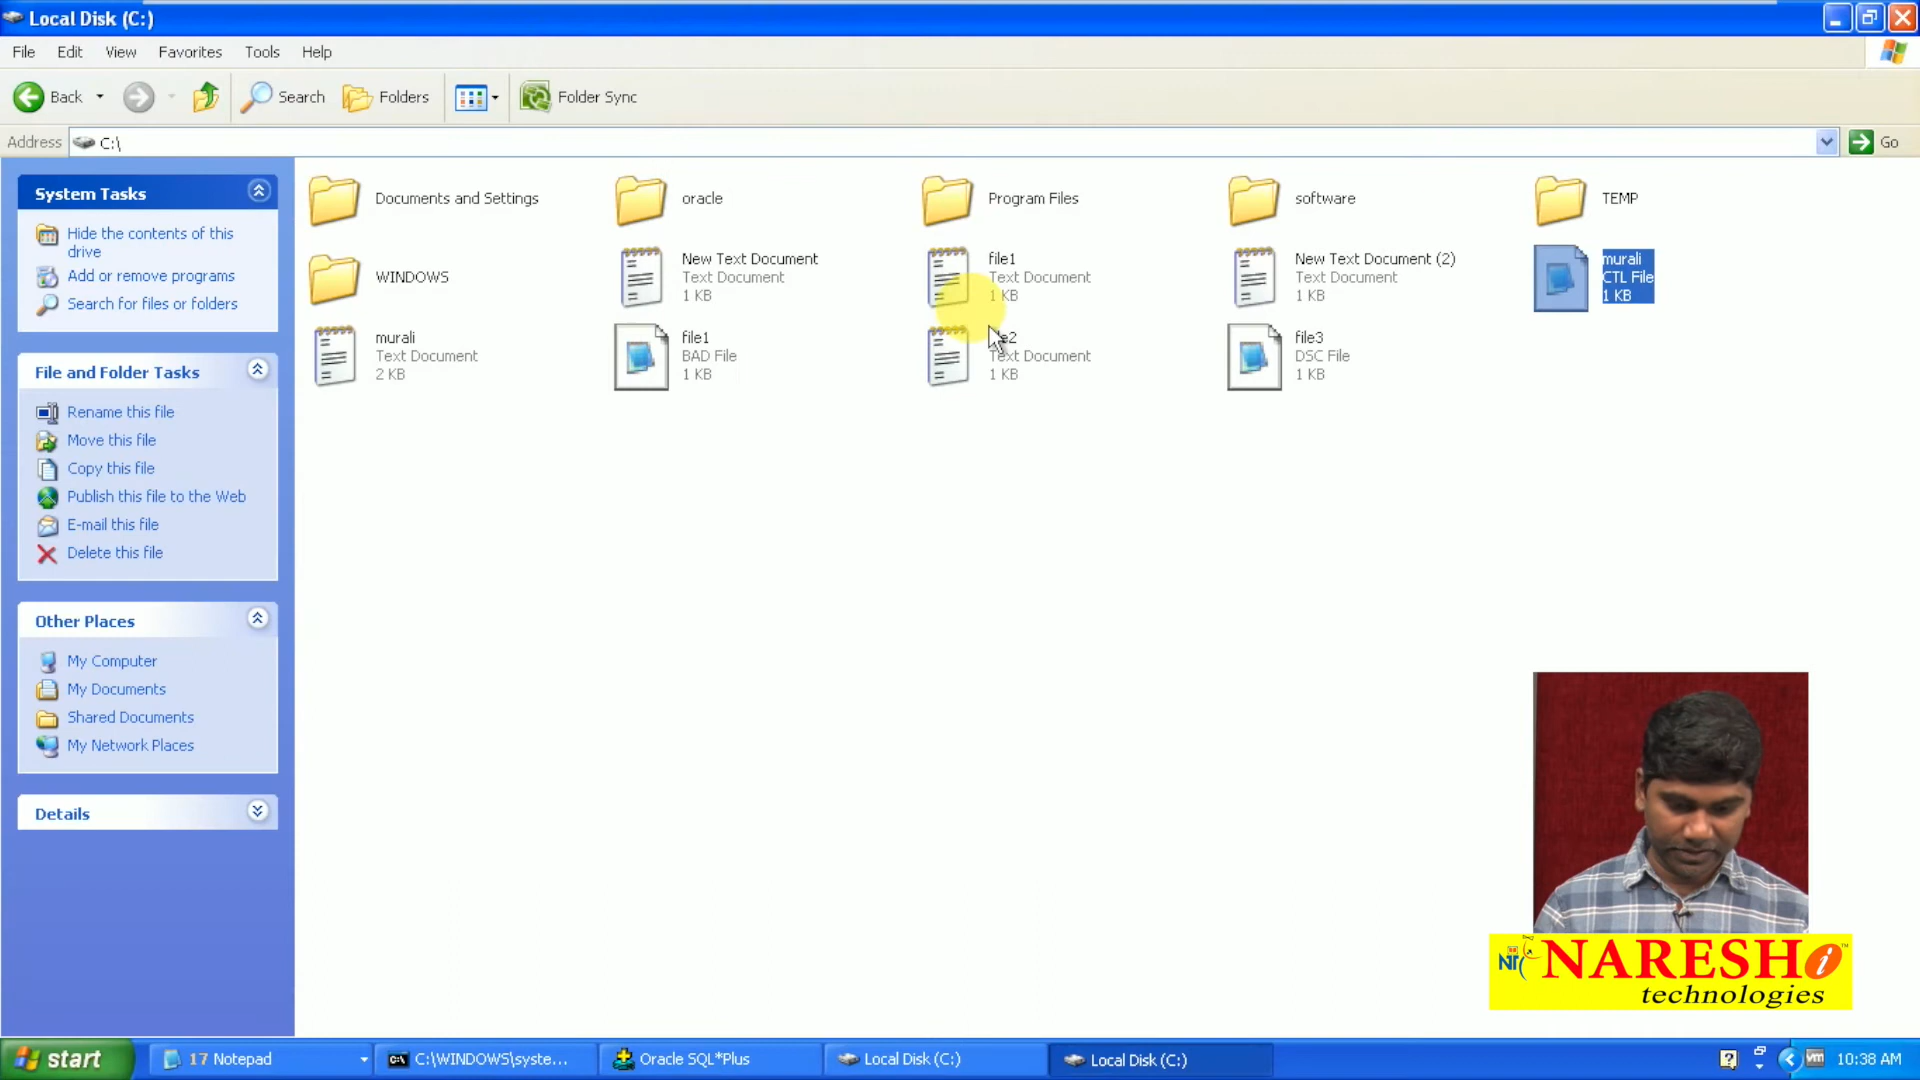 Local Disk (C:)
File Edit View Favorites Tools Help
Back Search Folders Folder Sync
Address C:\ Go
System Tasks
Hide the contents of this
drive
Add or remove programs
Search for files or folders
File and Folder Tasks
Rename this file
Move this file
Copy this file
Publish this file to the Web
E-mail this file
Delete this file
Other Places
My Computer
My Documents
Shared Documents
My Network Places
Details
Documents and Settings
oracle
Program Files
software
TEMP
WINDOWS
New Text Document
Text Document
1 KB
file1
Text Document
1 KB
New Text Document (2)
Text Document
1 KB
murali
CTL File
1 KB
murali
Text Document
2 KB
file1
BAD File
1 KB
Text Document
1 KB
file3
DSC File
1 KB
NARESH i
technologies
start 17 Notepad C:\WINDOWS\syste... Oracle SQL*Plus Local Disk (C:) Local Disk (C:) 10:38 AM